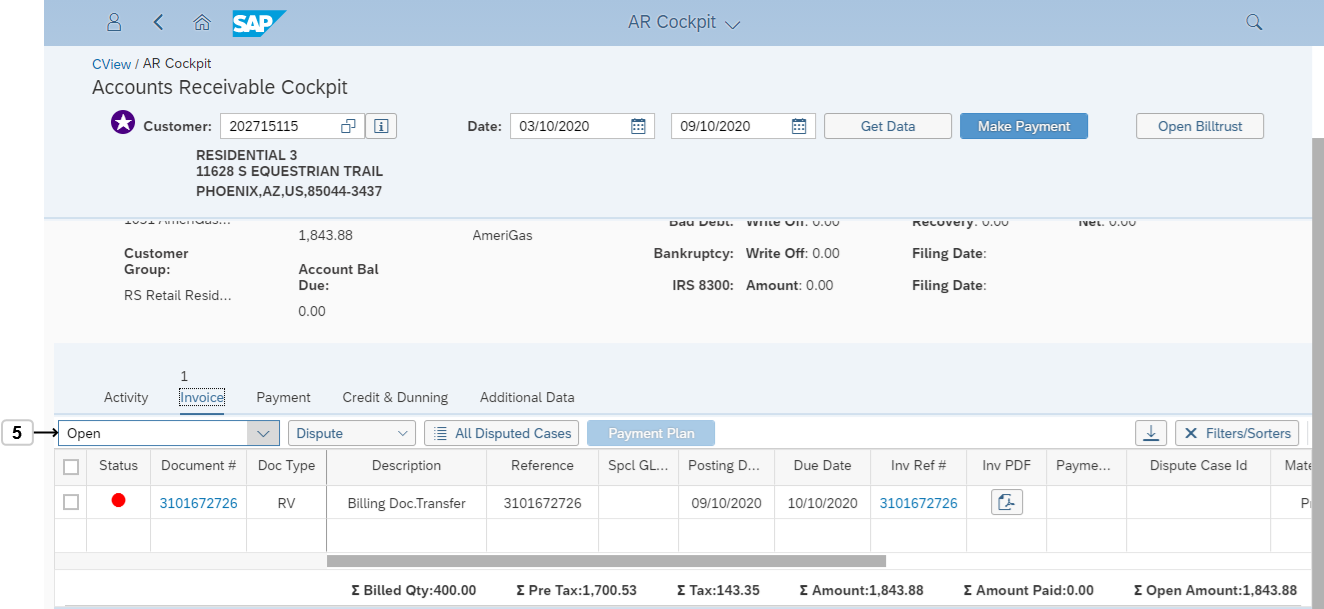 SAP
AR Cockpit
CView / AR Cockpit
Accounts Receivable Cockpit
Customer: 202715115
Date: 03/10/2020 09/10/2020 Get Data Make Payment Open Billtrust
RESIDENTIAL 3
11628 S EQUESTRIAN TRAIL
PHOENIX,AZ,US,85044-3437
1051 AmeriGas... Bad Debt: Write Off: 0.00 Recovery: 0.00 Net: 0.00
1,843.88 AmeriGas
Customer Group: Bankruptcy: Write Off: 0.00 Filing Date:
Account Bal Due: IRS 8300: Amount: 0.00 Filing Date:
RS Retail Resid...
0.00
1
Activity Invoice Payment Credit & Dunning Additional Data
5 Open Dispute All Disputed Cases Payment Plan Filters/Sorters
Status Document # Doc Type Description Reference Spcl GL... Posting D... Due Date Inv Ref # Inv PDF Payme... Dispute Case Id Mate
3101672726 RV Billing Doc.Transfer 3101672726 09/10/2020 10/10/2020 3101672726 P
Σ Billed Qty:400.00 Σ Pre Tax:1,700.53 Σ Tax:143.35 Σ Amount:1,843.88 Σ Amount Paid:0.00 Σ Open Amount:1,843.88